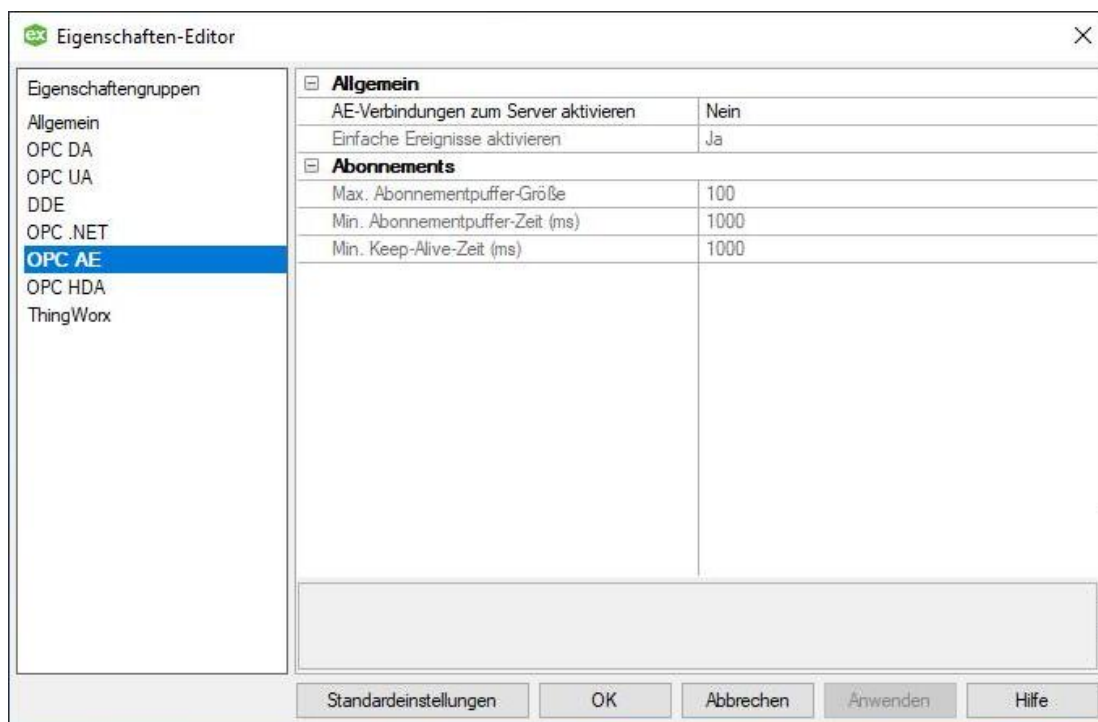 ex Eigenschaften-Editor
Eigenschaftengruppen
Allgemein
OPC DA
OPC UA
DDE
OPC .NET
OPC AE
OPC HDA
ThingWorx
Allgemein
AE-Verbindungen zum Server aktivieren Nein
Einfache Ereignisse aktivieren Ja
Abonnements
Max. Abonnementpuffer-Größe 100
Min. Abonnementpuffer-Zeit (ms) 1000
Min. Keep-Alive-Zeit (ms) 1000
Standardeinstellungen OK Abbrechen Anwenden Hilfe